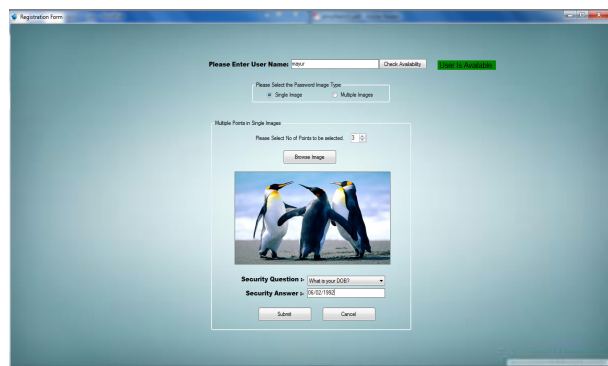 Registration Form
Please Enter User Name: mayur Check Availability User Is Available
Please Select the Password Image Type
Single Image Multiple Images
Multiple Points in Single Images
Please Select No of Points to be selected. 3
Browse Image
Security Question :- What is your DOB?
Security Answer :- 06/02/1992
Submit Cancel